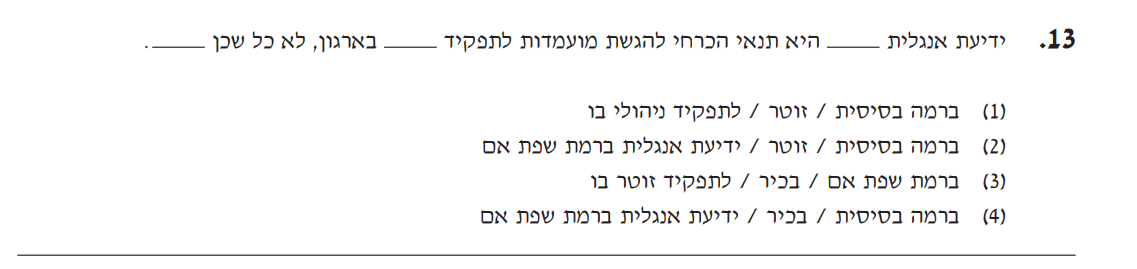 13. ידיעת אנגלית _____ היא תנאי הכרחי להגשת מועמדות לתפקיד _____ בארגון, לא כל שכן _____.
(1) ברמה בסיסית / זוטר / לתפקיד ניהולי בו
(2) ברמה בסיסית / זוטר / ידיעת אנגלית ברמת שפת אם
(3) ברמת שפת אם / בכיר / לתפקיד זוטר בו
(4) ברמה בסיסית / בכיר / ידיעת אנגלית ברמת שפת אם